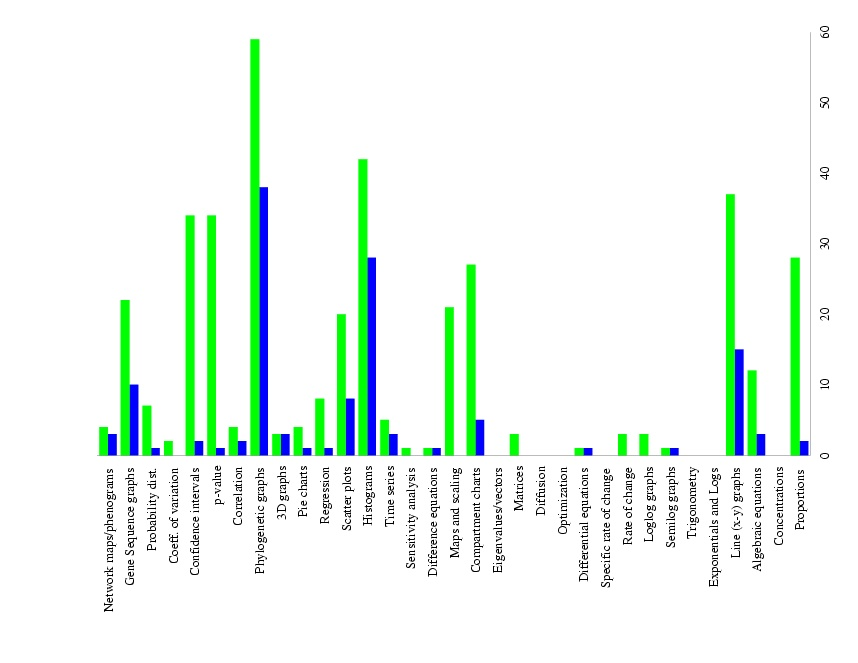 60
50
40
30
20
10
0
Network maps/phenograms
Gene Sequence graphs
Probability dist.
Coeff. of variation
Confidence intervals
p-value
Correlation
Phylogenetic graphs
3D graphs
Pie charts
Regression
Scatter plots
Histograms
Time series
Sensitivity analysis
Difference equations
Maps and scaling
Compartment charts
Eigenvalues/vectors
Matrices
Diffusion
Optimization
Differential equations
Specific rate of change
Rate of change
Loglog graphs
Semilog graphs
Trigonometry
Exponentials and Logs
Line (x-y) graphs
Algebraic equations
Concentrations
Proportions